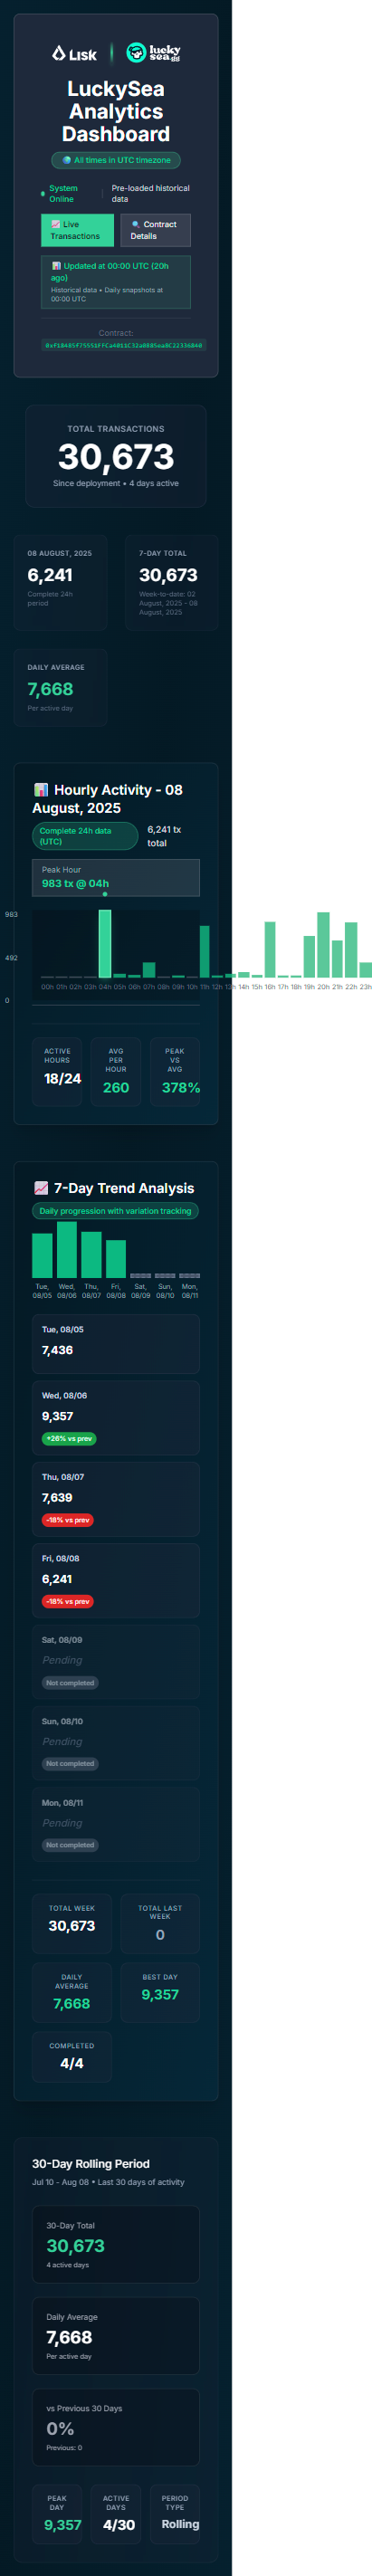 LISK
lucky
sea.gg
LuckySea
Analytics
Dashboard
All times in UTC timezone
System
Online
Pre-loaded historical
data
Live
Transactions
Contract
Details
Updated at 00:00 UTC (20h
ago)
Historical data • Daily snapshots at
00:00 UTC
Contract:
TOTAL TRANSACTIONS
30,673
Since deployment • 4 days active
08 AUGUST, 2025
6,241
Complete 24h
period
7-DAY TOTAL
30,673
Week-to-date: 02
August, 2025 - 08
August, 2025
DAILY AVERAGE
7,668
Per active day
Hourly Activity - 08
August, 2025
Complete 24h data
(UTC)
6,241 tx
total
Peak Hour
983 tx @ 04h
983
492
0
00h 01h 02h 03h 04h 05h 06h 07h 08h 09h 10h 11h 12h 13h 14h 15h 16h 17h 18h 19h 20h 21h 22h 23h
ACTIVE
HOURS
18/24
AVG
PER
HOUR
260
PEAK
VS
AVG
378%
7-Day Trend Analysis
Daily progression with variation tracking
Tue,
08/05
Wed,
08/06
Thu,
08/07
Fri,
08/08
Sat,
08/09
Sun,
08/10
Mon,
08/11
Tue, 08/05
7,436
Wed, 08/06
9,357
+26% vs prev
Thu, 08/07
7,639
-18% vs prev
Fri, 08/08
6,241
-18% vs prev
Sat, 08/09
Pending
Not completed
Sun, 08/10
Pending
Not completed
Mon, 08/11
Pending
Not completed
TOTAL WEEK
30,673
TOTAL LAST
WEEK
0
DAILY
AVERAGE
7,668
BEST DAY
9,357
COMPLETED
4/4
30-Day Rolling Period
Jul 10 - Aug 08 • Last 30 days of activity
30-Day Total
30,673
4 active days
Daily Average
7,668
Per active day
vs Previous 30 Days
0%
Previous: 0
PEAK
DAY
9,357
ACTIVE
DAYS
4/30
PERIOD
TYPE
Rolling